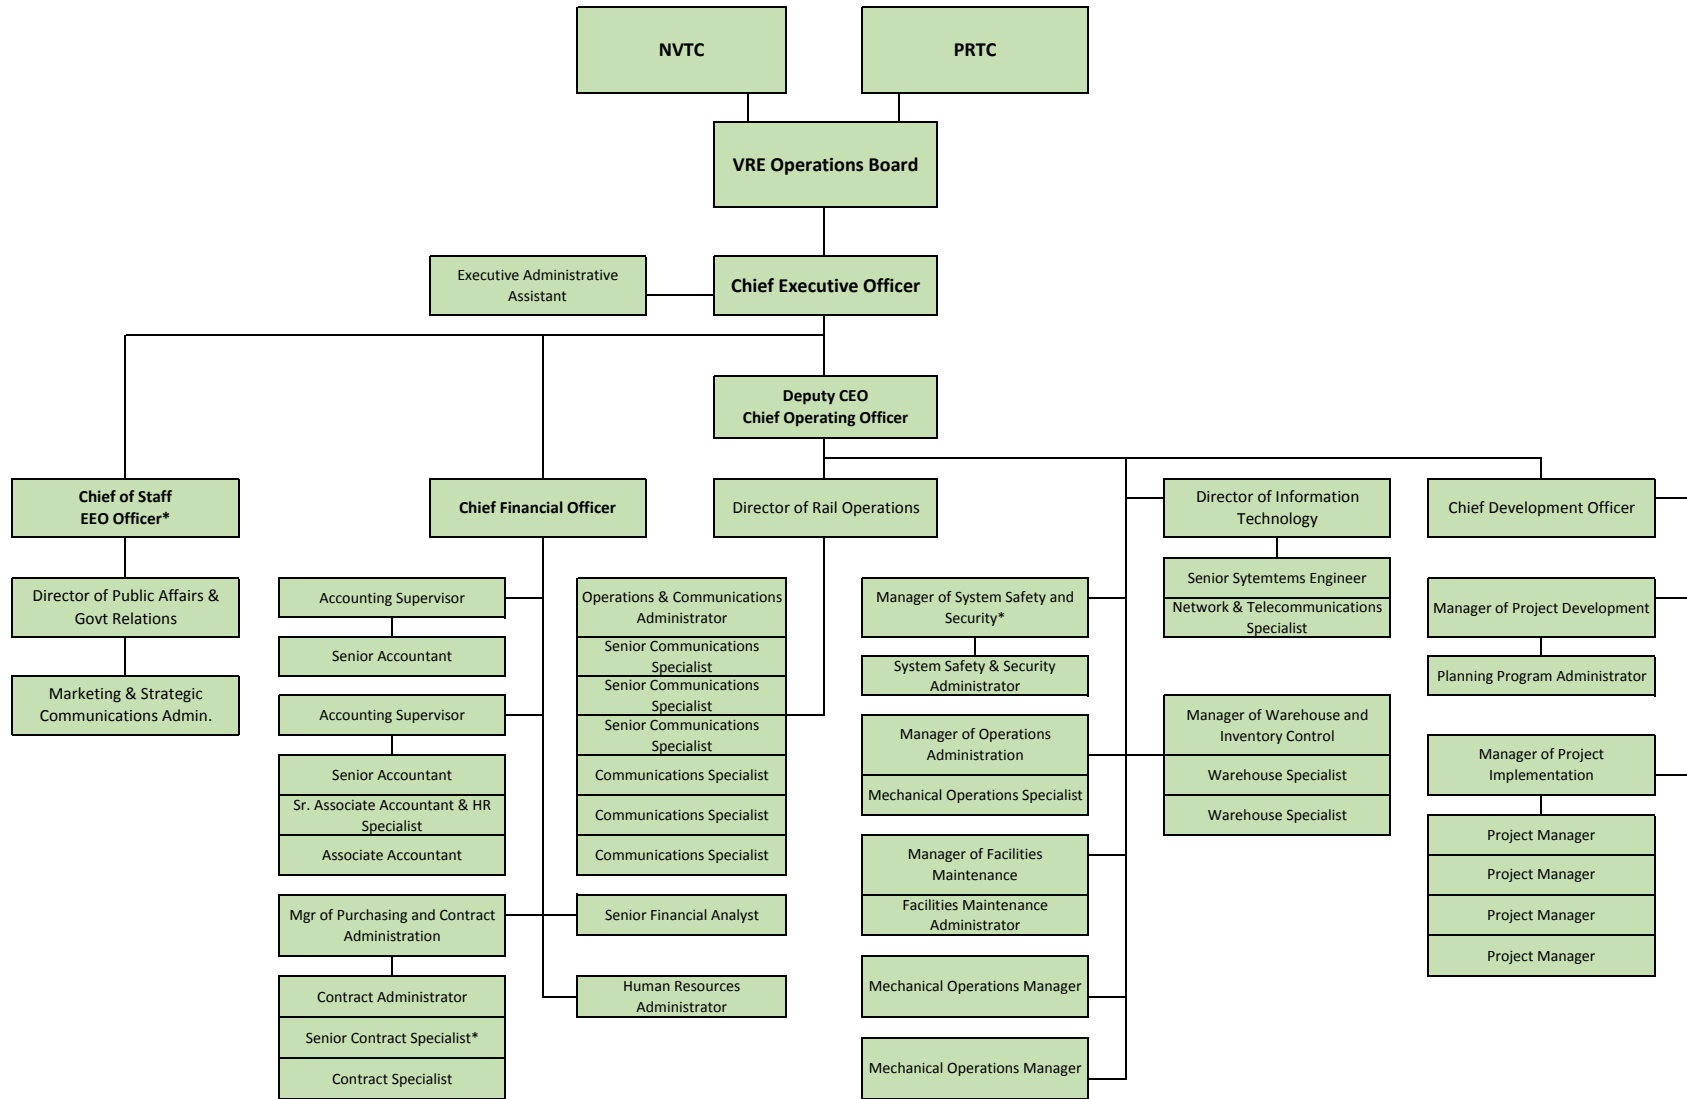 NVTC
PRTC
VRE Operations Board
Executive Administrative
Assistant
Chief Executive Officer
Deputy CEO
Chief Operating Officer
Chief of Staff
EEO Officer*
Chief Financial Officer
Director of Rail Operations
Director of Information
Technology
Chief Development Officer
Director of Public Affairs &
Govt Relations
Marketing & Strategic
Communications Admin.
Accounting Supervisor
Senior Accountant
Accounting Supervisor
Senior Accountant
Sr. Associate Accountant & HR
Specialist
Associate Accountant
Mgr of Purchasing and Contract
Administration
Contract Administrator
Senior Contract Specialist*
Contract Specialist
Operations & Communications
Administrator
Senior Communications
Specialist
Senior Communications
Specialist
Senior Communications
Specialist
Communications Specialist
Communications Specialist
Communications Specialist
Senior Financial Analyst
Human Resources
Administrator
Manager of System Safety and
Security*
System Safety & Security
Administrator
Manager of Operations
Administration
Mechanical Operations Specialist
Manager of Facilities
Maintenance
Facilities Maintenance
Administrator
Mechanical Operations Manager
Mechanical Operations Manager
Senior Sytemtems Engineer
Network & Telecommunications
Specialist
Manager of Warehouse and
Inventory Control
Warehouse Specialist
Warehouse Specialist
Manager of Project Development
Planning Program Administrator
Manager of Project
Implementation
Project Manager
Project Manager
Project Manager
Project Manager